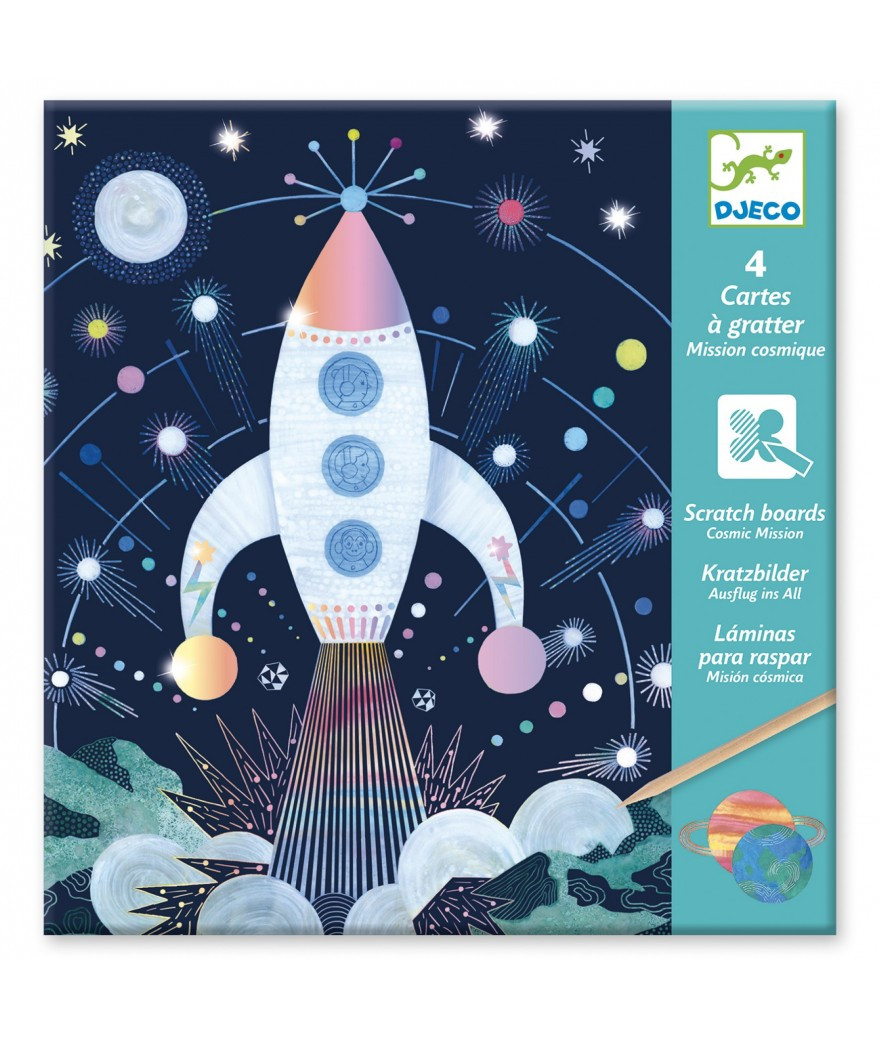 DJECO
4
Cartes
à gratter
Mission cosmique
Scratch boards
Cosmic Mission
Kratzbilder
Ausflug ins All
Láminas
para raspar
Misión cósmica